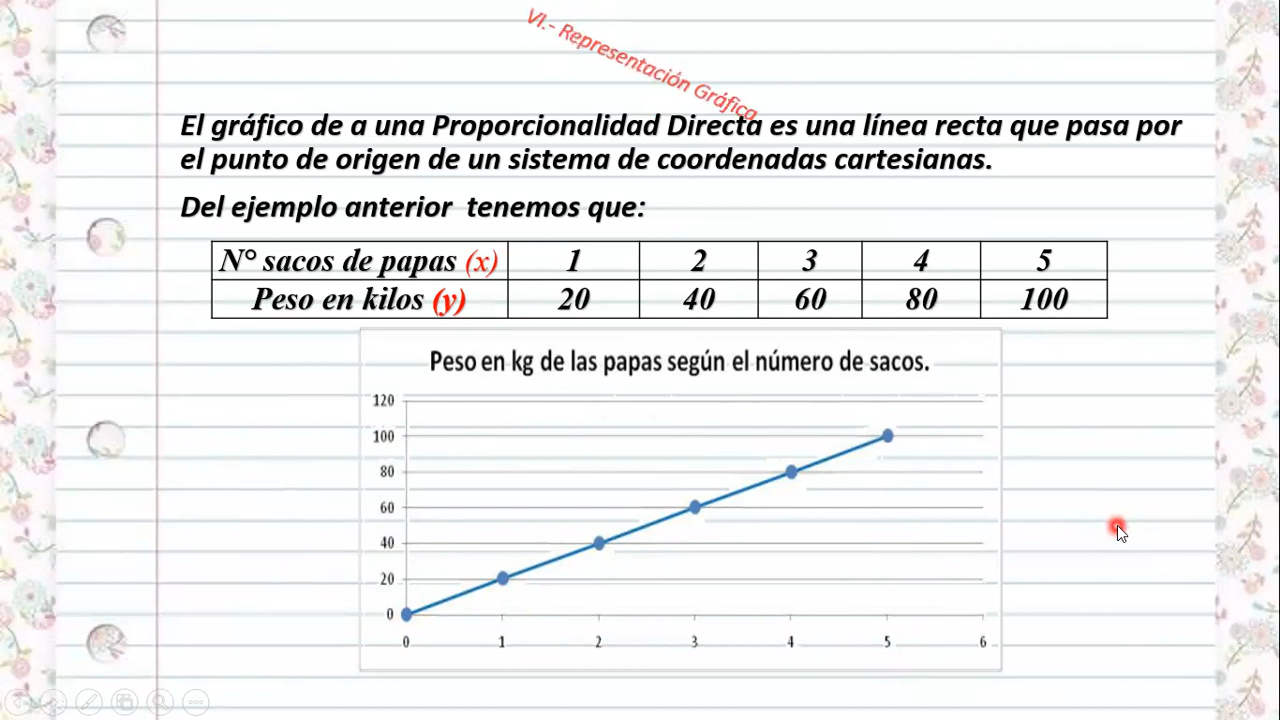 VI.- Representación Gráfica
El gráfico de a una Proporcionalidad Directa es una línea recta que pasa por
el punto de origen de un sistema de coordenadas cartesianas.
Del ejemplo anterior tenemos que:
N° sacos de papas (x) 1 2 3 4 5
Peso en kilos (y) 20 40 60 80 100
Peso en kg de las papas según el número de sacos.
120
100
80
60
40
20
0
0 1 2 3 4 5 6